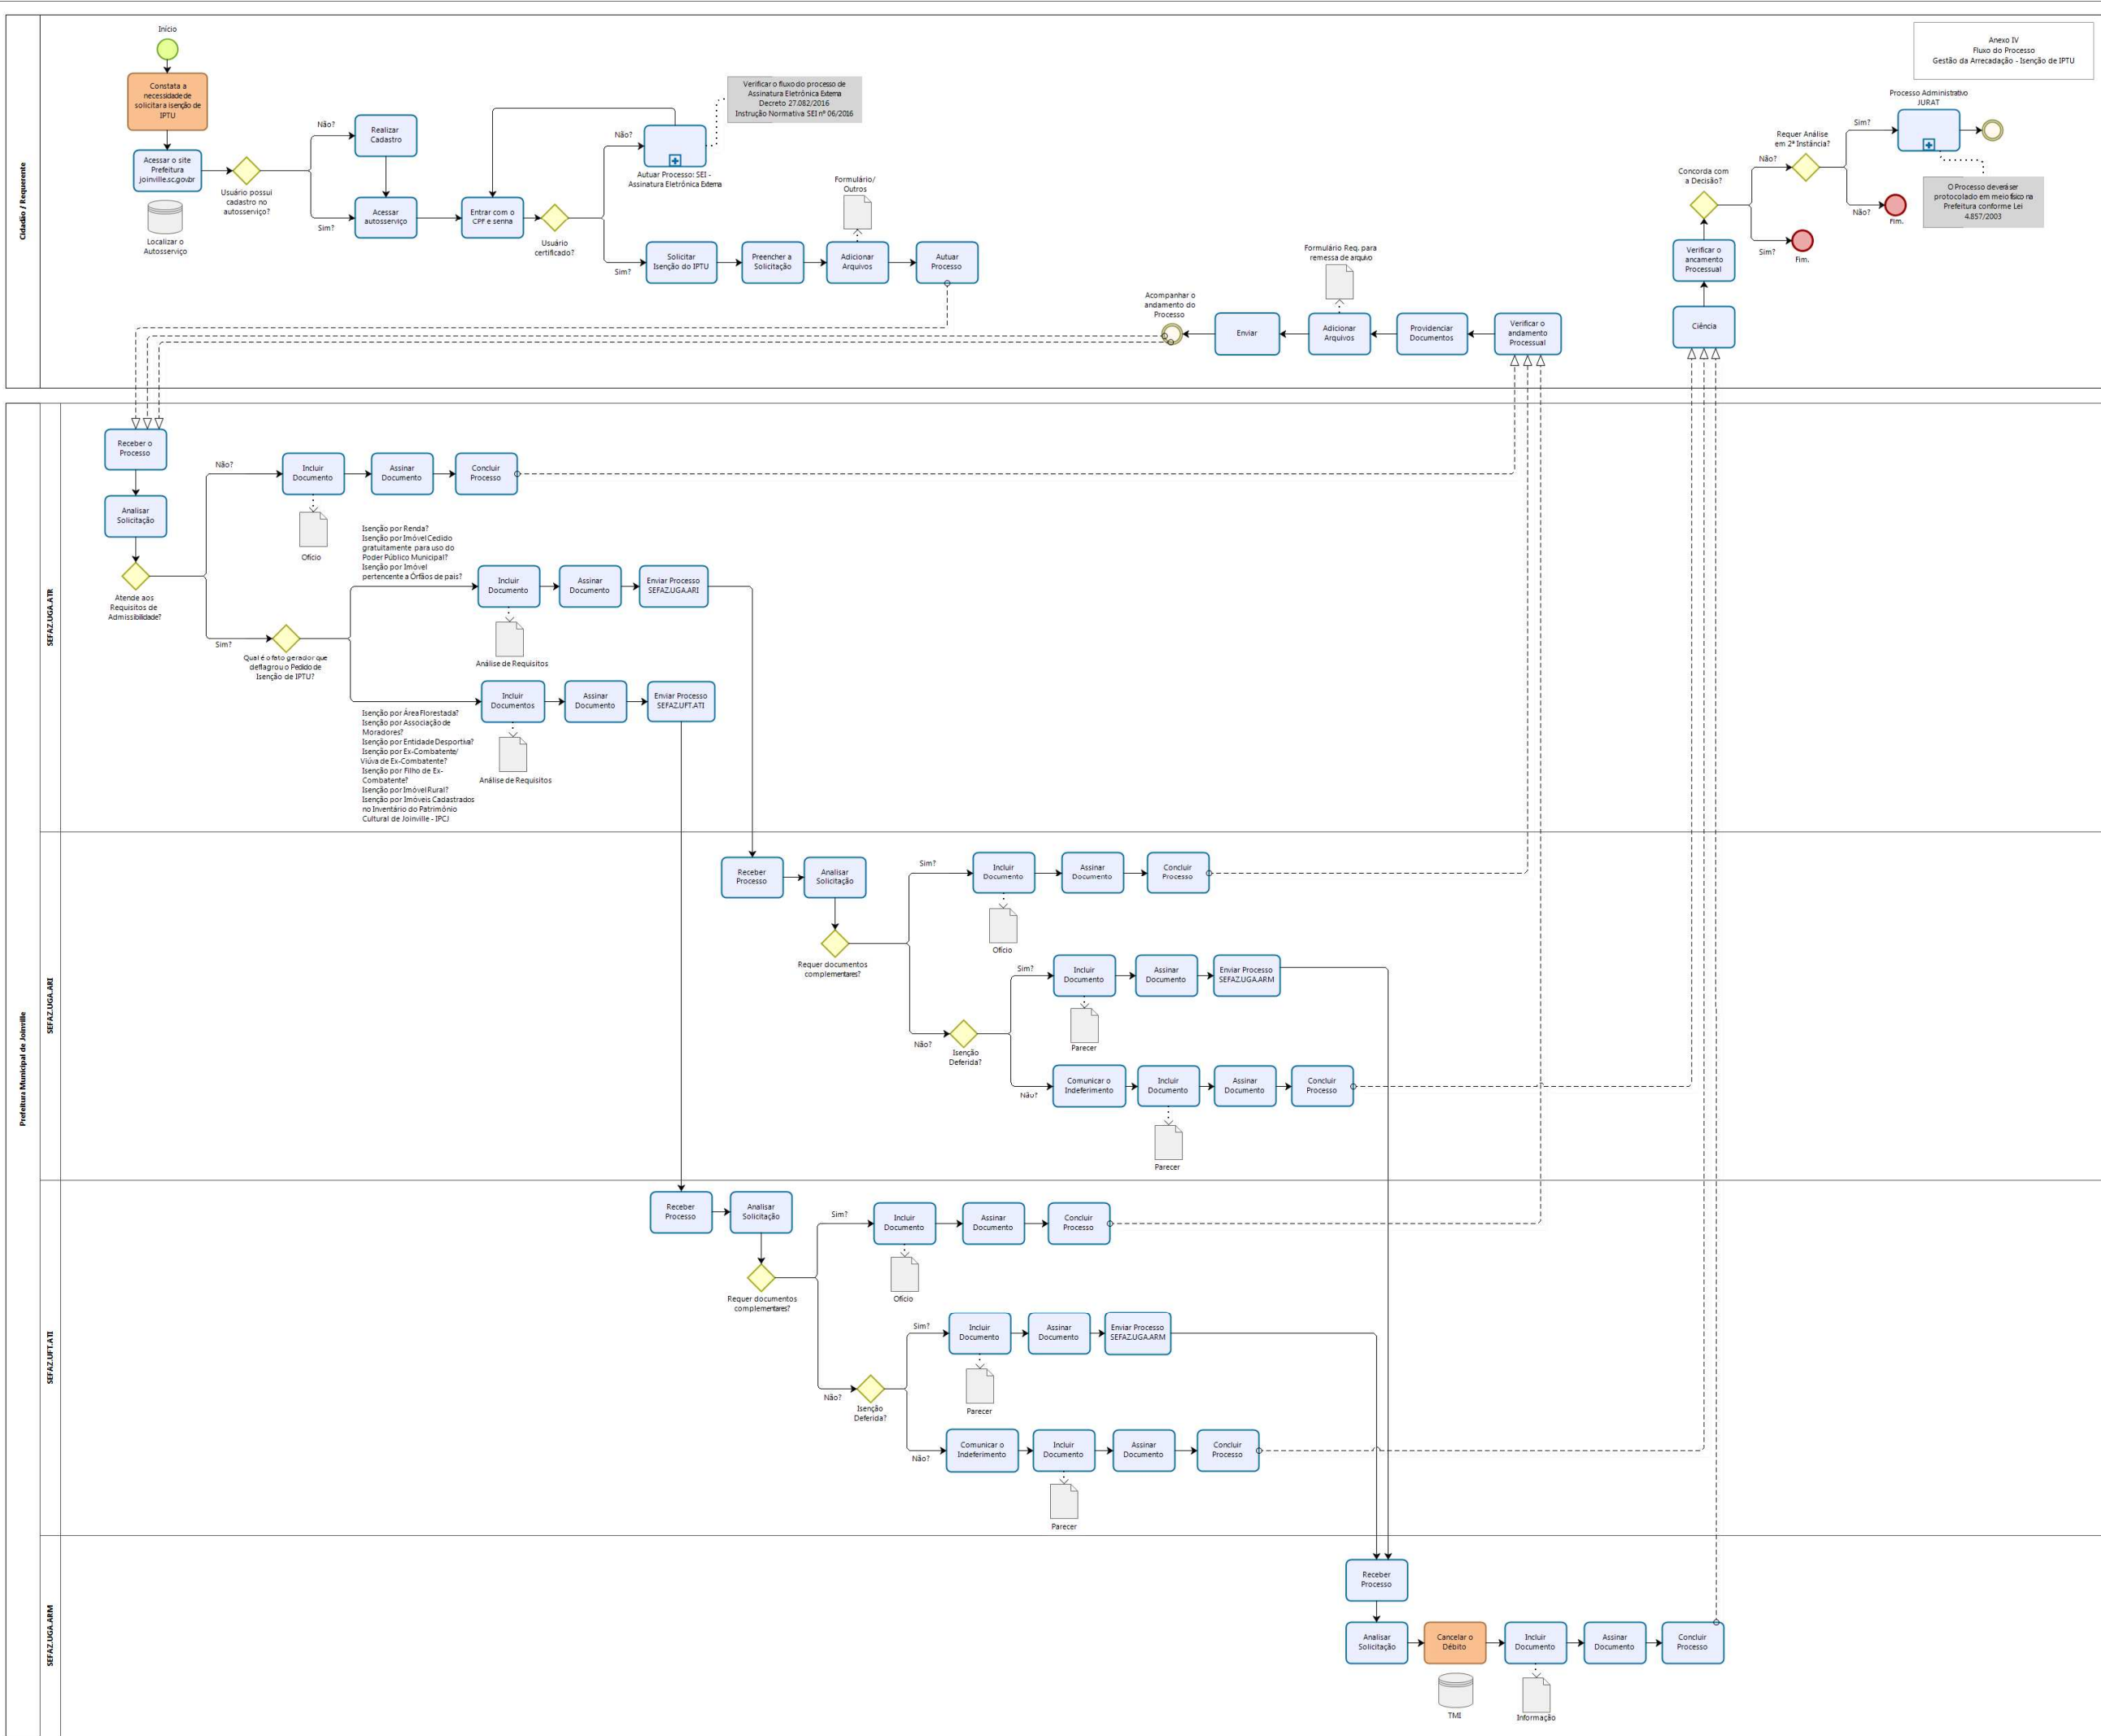 Início
Anexo IV
Fluxo do Processo
Gestão da Arrecadação - Isenção de IPTU
Cidadão / Requerente
Constata a
necessidade de
solicitar a isenção de
IPTU
Acessar o site
Prefeitura
joinville.sc.gov.br
Localizar o
Autosserviço
Usuário possui
cadastro no
autosserviço?
Não?
Realizar
Cadastro
Sim?
Acessar
autosserviço
Entrar com o
CPF e senha
Usuário
certificado?
Não?
Autuar Processo: SEI -
Assinatura Eletrônica Externa
Verificar o fluxo do processo de
Assinatura Eletrônica Externa
Decreto 27.082/2016
Instrução Normativa SEI nº 06/2016
Sim?
Solicitar
Isenção do IPTU
Preencher a
Solicitação
Formulário/
Outros
Adicionar
Arquivos
Autuar
Processo
Acompanhar o
andamento do
Processo
Enviar
Formulário Req. para
remessa de arquivo
Adicionar
Arquivos
Providenciar
Documentos
Verificar o
andamento
Processual
Ciência
Verificar o
ancamento
Processual
Concorda com
a Decisão?
Sim?
Fim.
Não?
Requer Análise
em 2ª Instância?
Sim?
Processo Administrativo
JURAT
O Processo deverá ser
protocolado em meio físico na
Prefeitura conforme Lei
4.857/2003
Não?
Fim.
Prefeitura Municipal de Joinville
SEFAZ.UGA.ATR
Receber o
Processo
Analisar
Solicitação
Atende aos
Requisitos de
Admissibilidade?
Não?
Incluir
Documento
Ofício
Assinar
Documento
Concluir
Processo
Sim?
Qual é o fato gerador que
deflagrou o Pedido de
Isenção de IPTU?
Isenção por Renda?
Isenção por Imóvel Cedido
gratuitamente para uso do
Poder Público Municipal?
Isenção por Imóvel
pertencente a Órfãos de pais?
Incluir
Documento
Análise de Requisitos
Assinar
Documento
Enviar Processo
SEFAZ.UGA.ARI
Isenção por Área Florestada?
Isenção por Associação de
Moradores?
Isenção por Entidade Desportiva?
Isenção por Ex-Combatente/
Viúva de Ex-Combatente?
Isenção por Filho de Ex-
Combatente?
Isenção por Imóvel Rural?
Isenção por Imóveis Cadastrados
no Inventário do Patrimônio
Cultural de Joinville - IPCJ
Incluir
Documentos
Análise de Requisitos
Assinar
Documento
Enviar Processo
SEFAZ.UFT.ATI
SEFAZ.UGA.ARI
Receber
Processo
Analisar
Solicitação
Requer documentos
complementares?
Sim?
Incluir
Documento
Ofício
Assinar
Documento
Concluir
Processo
Não?
Isenção
Deferida?
Sim?
Incluir
Documento
Parecer
Assinar
Documento
Enviar Processo
SEFAZ.UGA.ARM
Não?
Comunicar o
Indeferimento
Incluir
Documento
Parecer
Assinar
Documento
Concluir
Processo
SEFAZ.UFT.ATI
Receber
Processo
Analisar
Solicitação
Requer documentos
complementares?
Sim?
Incluir
Documento
Ofício
Assinar
Documento
Concluir
Processo
Não?
Isenção
Deferida?
Sim?
Incluir
Documento
Parecer
Assinar
Documento
Enviar Processo
SEFAZ.UGA.ARM
Não?
Comunicar o
Indeferimento
Incluir
Documento
Parecer
Assinar
Documento
Concluir
Processo
SEFAZ.UGA.ARM
Receber
Processo
Analisar
Solicitação
Cancelar o
Débito
TMI
Incluir
Documento
Informação
Assinar
Documento
Concluir
Processo